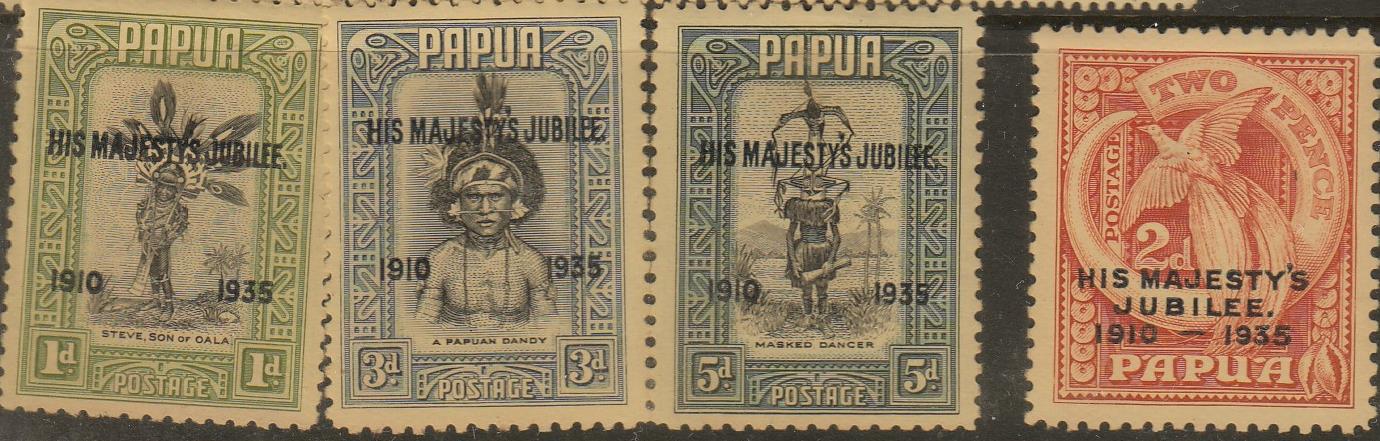 PAPUA
HIS MAJESTY'S JUBILEE.
1910 1935
STEVE, SON OF OALA
1d 1d
POSTAGE
PAPUA
HIS MAJESTY'S JUBILEE.
1910 1935
A PAPUAN DANDY
3d 3d
POSTAGE
PAPUA
HIS MAJESTY'S JUBILEE.
1910 1935
MASKED DANCER
5d 5d
POSTAGE
TWO PENCE
POSTAGE
2d
HIS MAJESTY'S
JUBILEE.
1910 — 1935
PAPUA